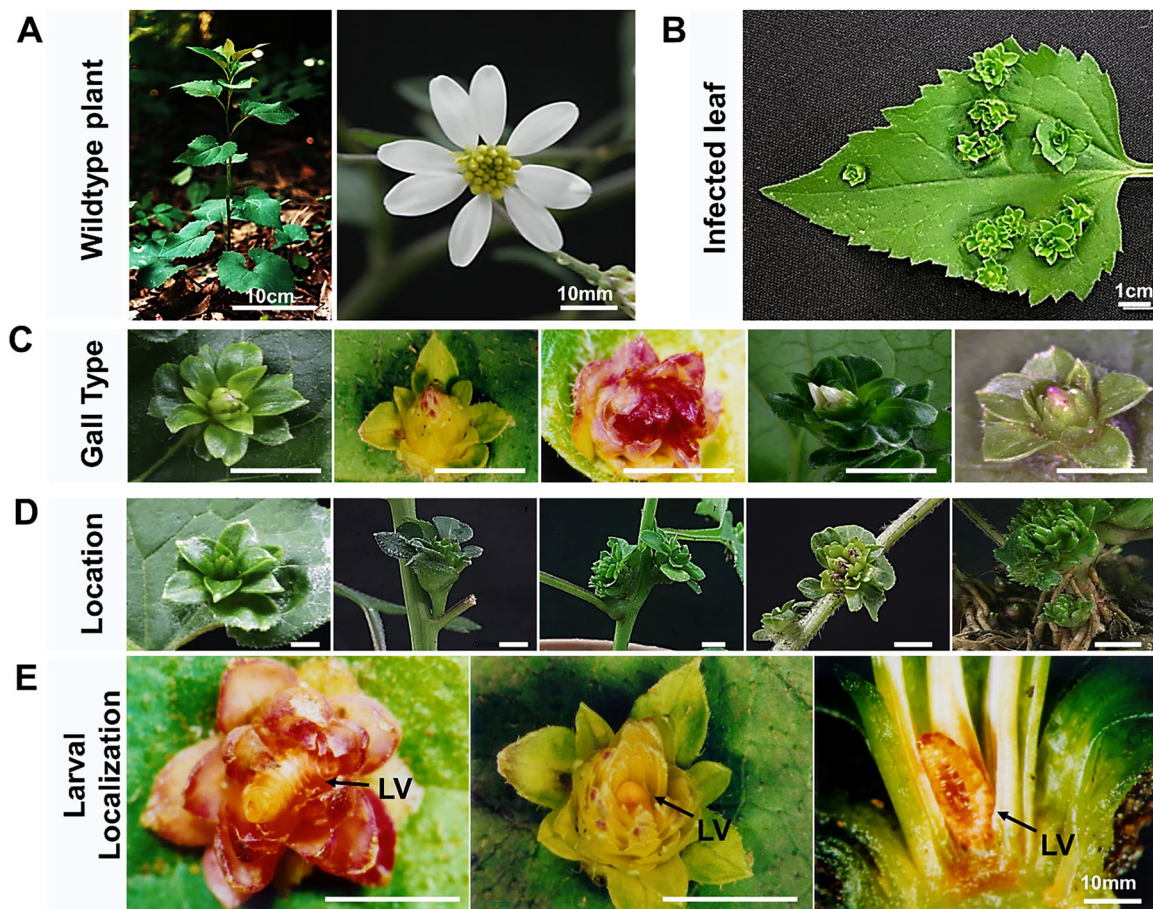 A
Wildtype plant
10cm
10mm
B
Infected leaf
1cm
C
Gall Type
D
Location
E
Larval
Localization
LV
LV
LV
10mm